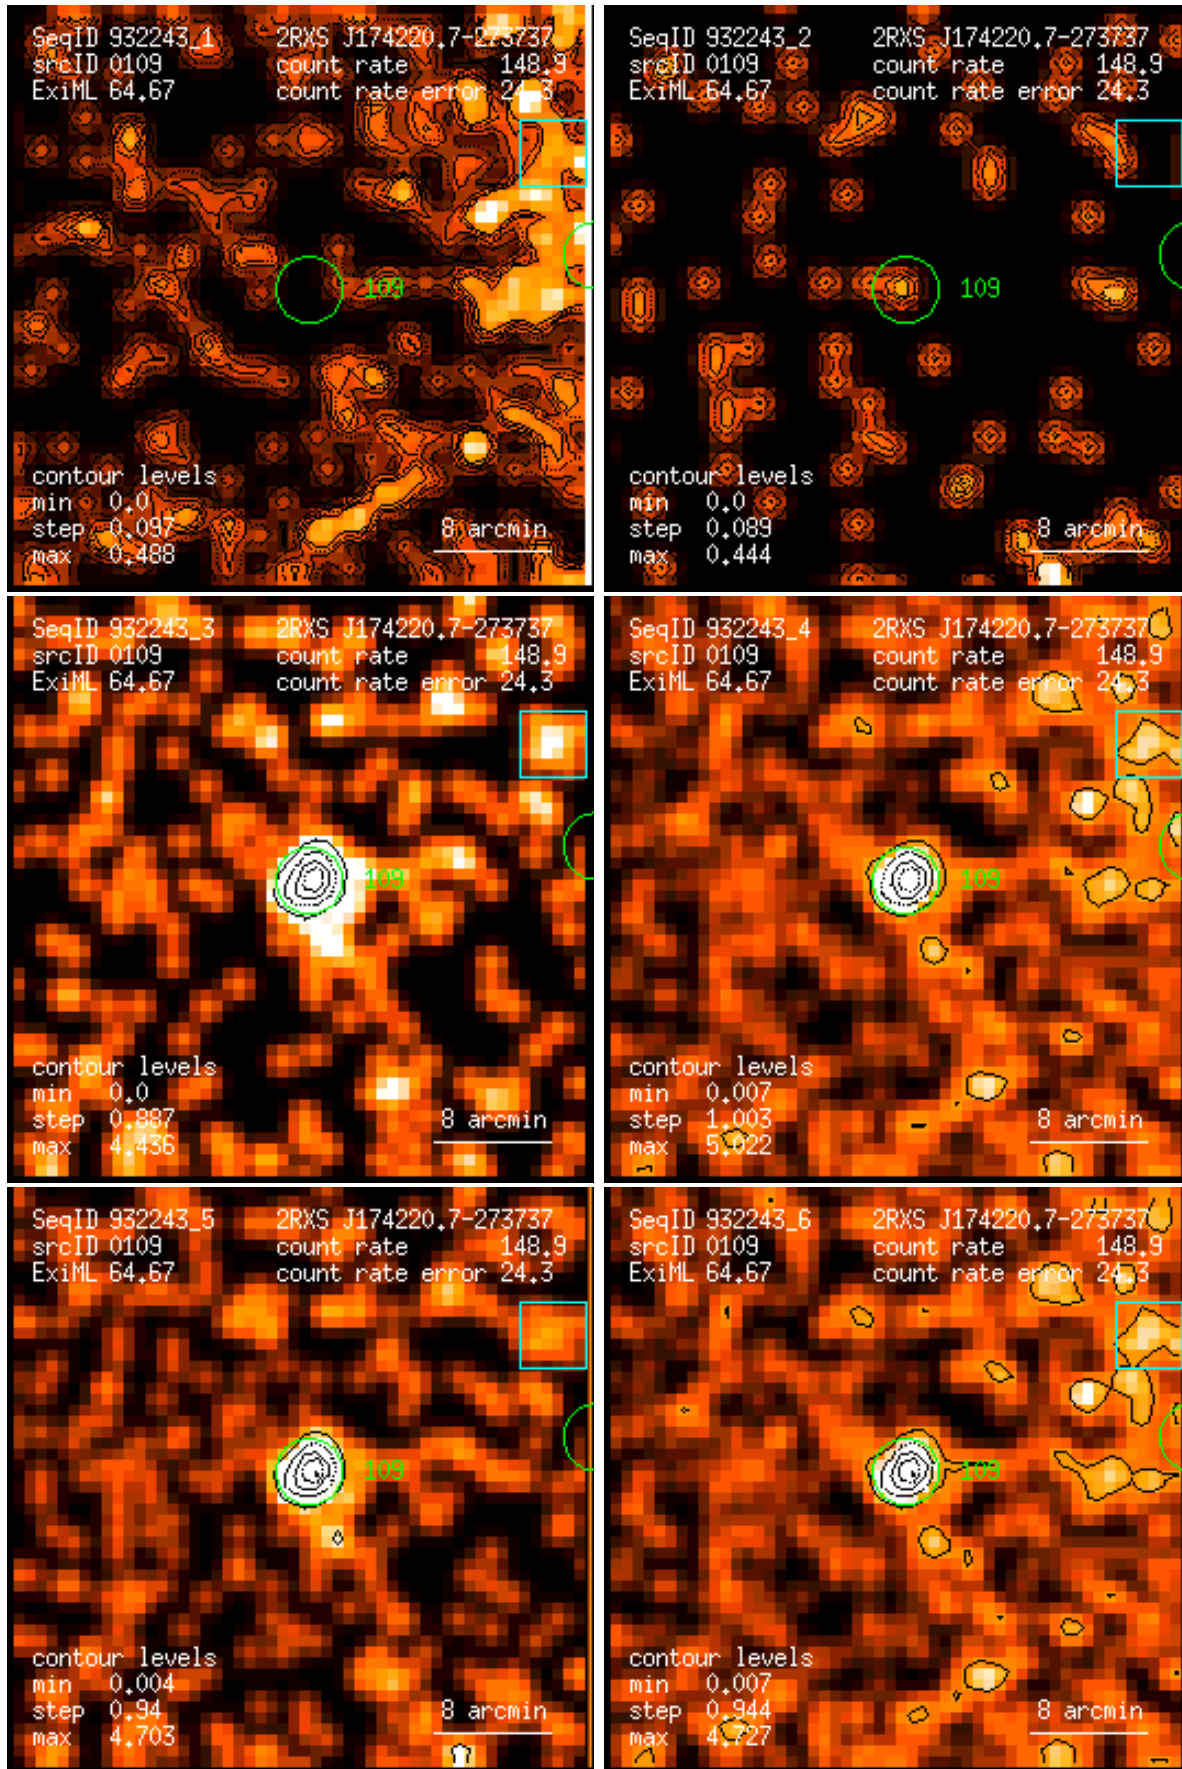 SeqID 932243_1 2RXS J174220.7-273737
srcID 0109 count rate 148.9
ExiML 64.67 count rate error 24.3
109
contour levels
min 0.0
step 0.097 8 arcmin
max 0.488
SeqID 932243_2 2RXS J174220.7-273737
srcID 0109 count rate 148.9
ExiML 64.67 count rate error 24.3
109
contour levels
min 0.0
step 0.089 8 arcmin
max 0.444
SeqID 932243_3 2RXS J174220.7-273737
srcID 0109 count rate 148.9
ExiML 64.67 count rate error 24.3
109
contour levels
min 0.0
step 0.887 8 arcmin
max 4.436
SeqID 932243_4 2RXS J174220.7-273737
srcID 0109 count rate 148.9
ExiML 64.67 count rate error 24.3
109
contour levels
min 0.007
step 1.003 8 arcmin
max 5.022
SeqID 932243_5 2RXS J174220.7-273737
srcID 0109 count rate 148.9
ExiML 64.67 count rate error 24.3
109
contour levels
min 0.004
step 0.94 8 arcmin
max 4.703
SeqID 932243_6 2RXS J174220.7-273737
srcID 0109 count rate 148.9
ExiML 64.67 count rate error 24.3
109
contour levels
min 0.007
step 0.944 8 arcmin
max 4.727